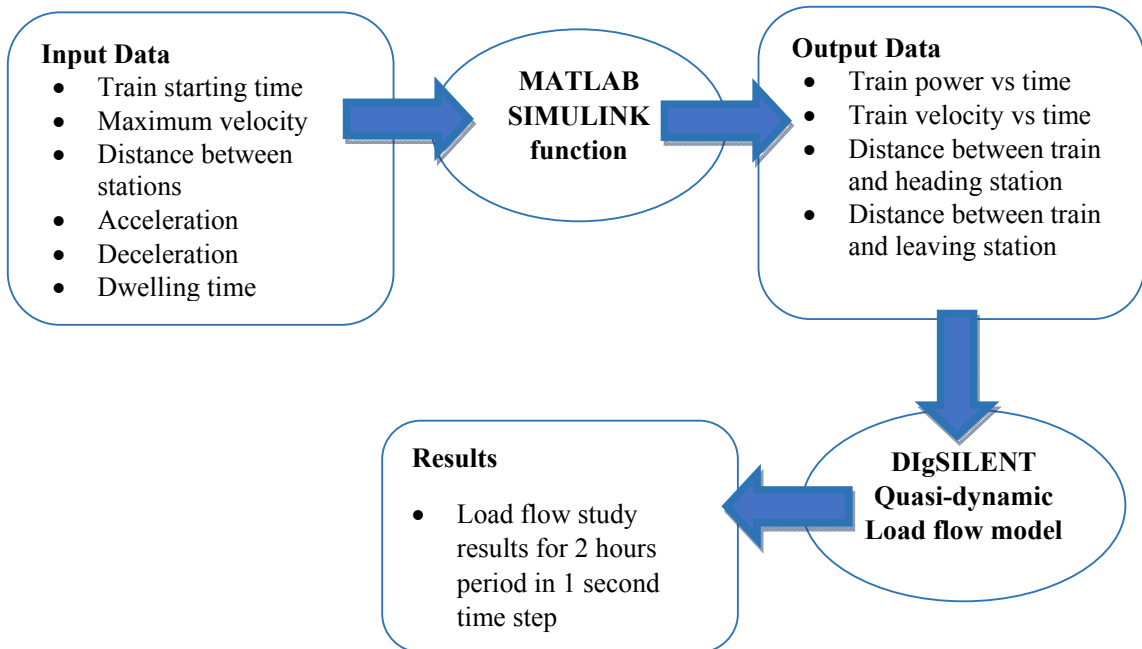 Input Data
• Train starting time
• Maximum velocity
• Distance between
stations
• Acceleration
• Deceleration
• Dwelling time
MATLAB
SIMULINK
function
Output Data
• Train power vs time
• Train velocity vs time
• Distance between train
and heading station
• Distance between train
and leaving station
DIgSILENT
Quasi-dynamic
Load flow model
Results
• Load flow study
results for 2 hours
period in 1 second
time step